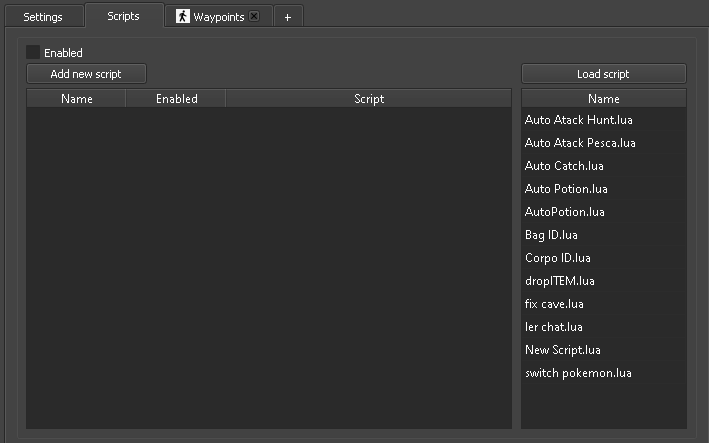 Settings
Scripts
Waypoints
+
Enabled
Add new script
Load script
Name Enabled Script
Name
Auto Atack Hunt.lua
Auto Atack Pesca.lua
Auto Catch.lua
Auto Potion.lua
AutoPotion.lua
Bag ID.lua
Corpo ID.lua
dropITEM.lua
fix cave.lua
ler chat.lua
New Script.lua
switch pokemon.lua